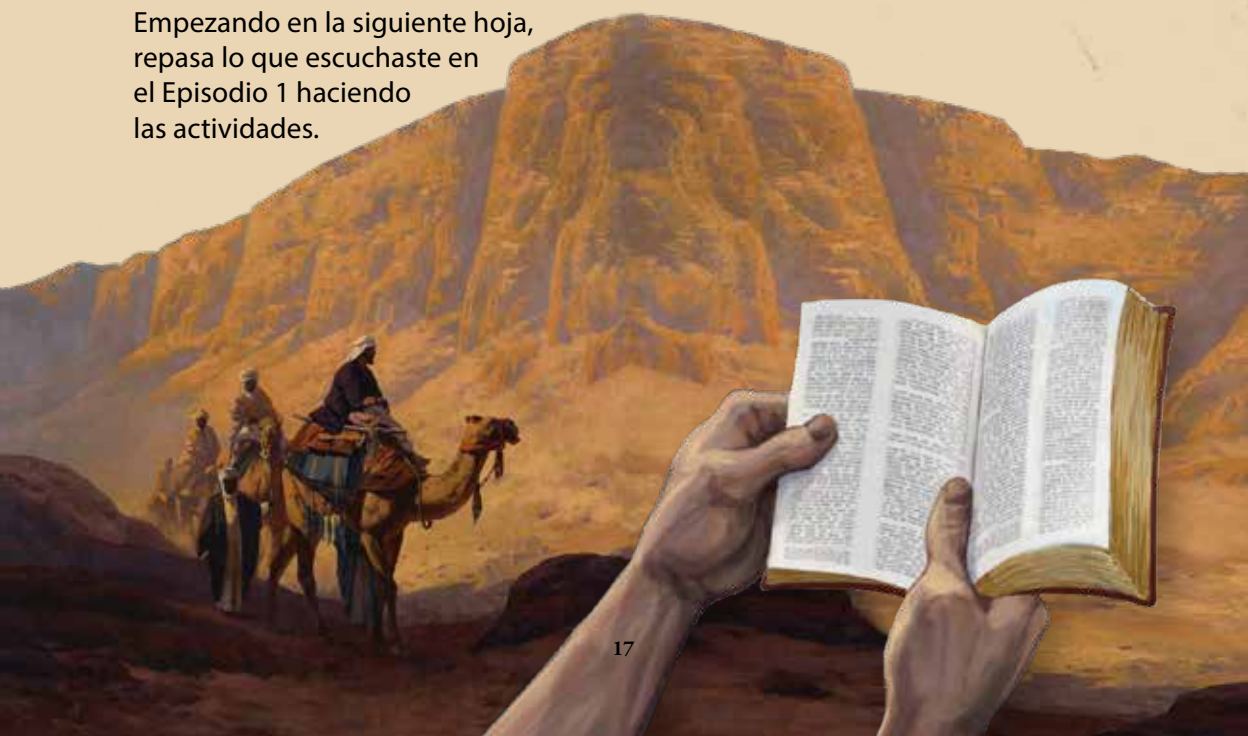 Empezando en la siguiente hoja,
repasa lo que escuchaste en
el Episodio 1 haciendo
las actividades.
17